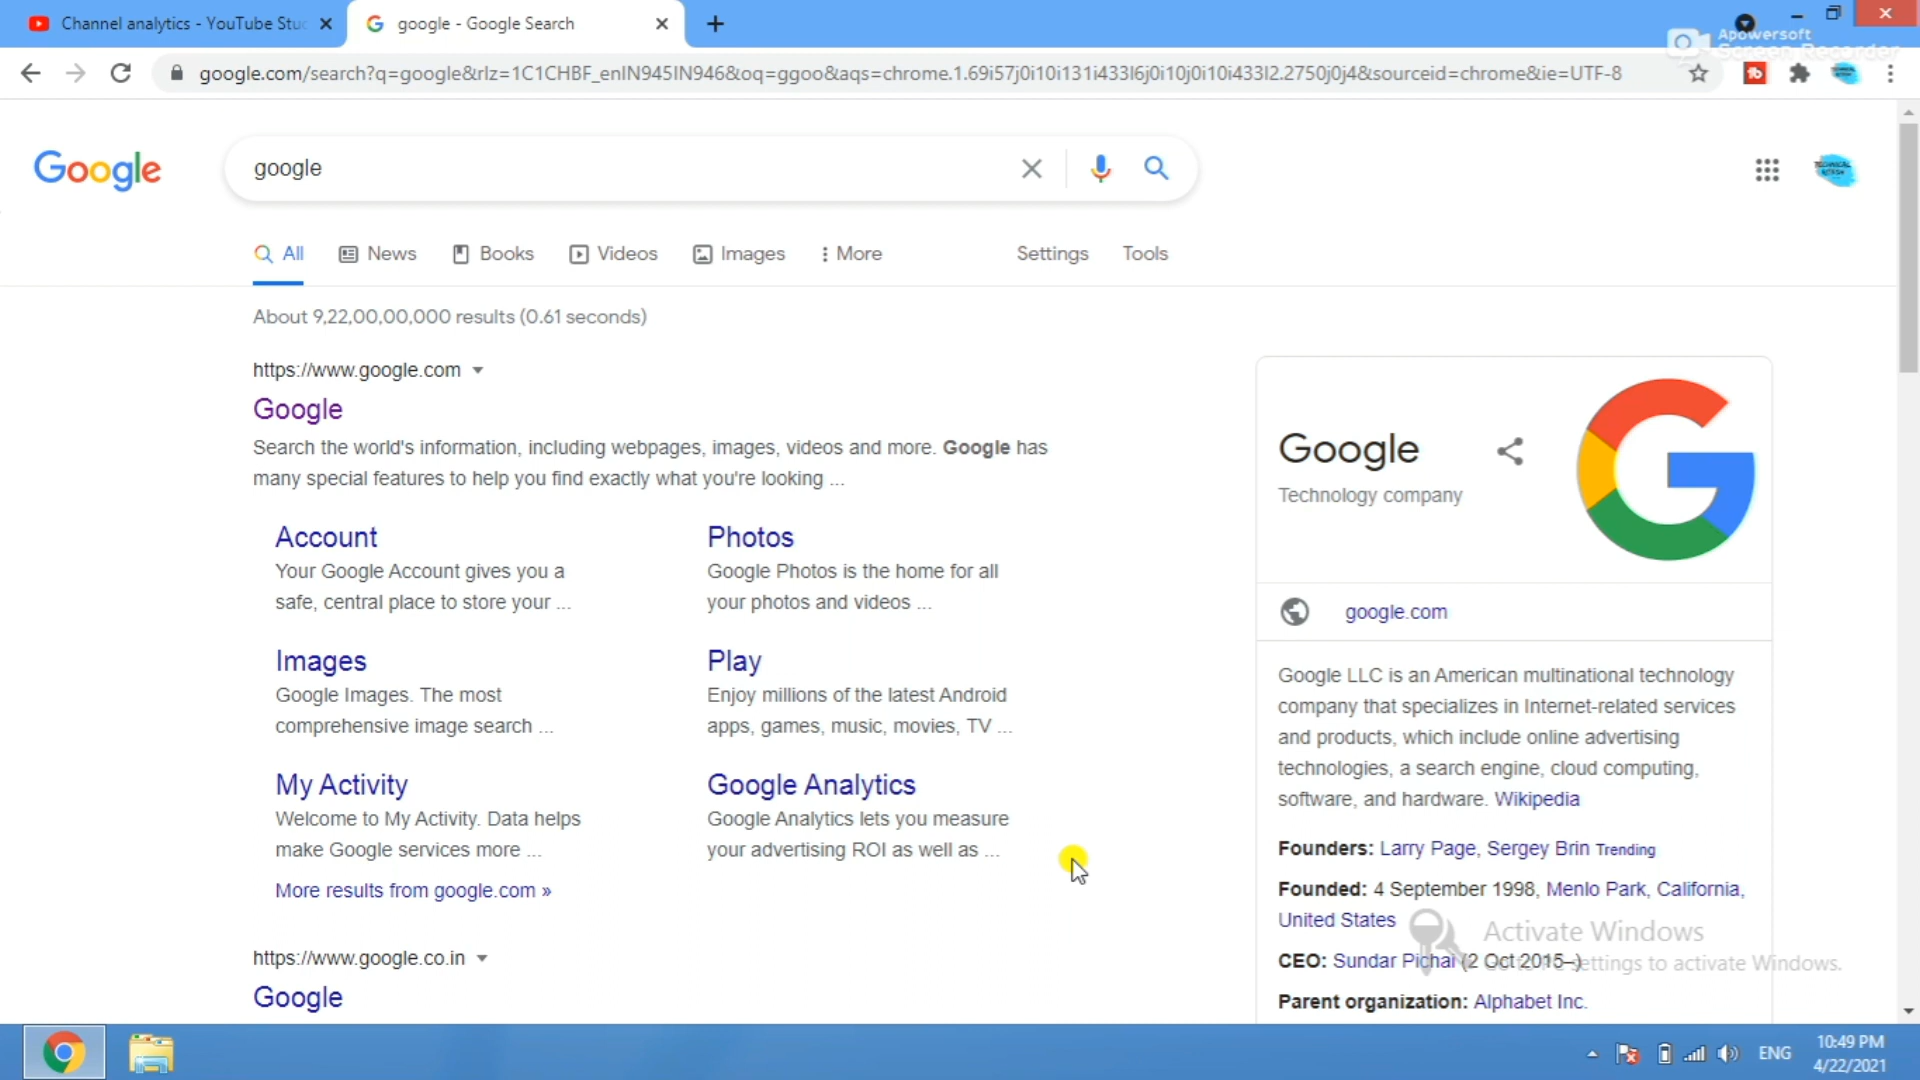 Channel analytics - YouTube Stu
google - Google Search
Apowersoft
Screen Recorder
google.com/search?q=google&rlz=1C1CHBF_enIN945IN946&oq=ggoo&aqs=chrome.1.69i57j0i10i131i433l6j0i10j0i10i433l2.2750j0j4&sourceid=chrome&ie=UTF-8
Google
google
All
News
Books
Videos
Images
More
Settings
Tools
About 9,22,00,00,000 results (0.61 seconds)
https://www.google.com
Google
Search the world's information, including webpages, images, videos and more. Google has
many special features to help you find exactly what you're looking ...
Account
Your Google Account gives you a
safe, central place to store your ...
Photos
Google Photos is the home for all
your photos and videos ...
Images
Google Images. The most
comprehensive image search ...
Play
Enjoy millions of the latest Android
apps, games, music, movies, TV ...
My Activity
Welcome to My Activity. Data helps
make Google services more ...
Google Analytics
Google Analytics lets you measure
your advertising ROI as well as ...
More results from google.com »
https://www.google.co.in
Google
Google
Technology company
google.com
Google LLC is an American multinational technology
company that specializes in Internet-related services
and products, which include online advertising
technologies, a search engine, cloud computing,
software, and hardware. Wikipedia
Founders: Larry Page, Sergey Brin Trending
Founded: 4 September 1998, Menlo Park, California,
United States
CEO: Sundar Pichai (2 Oct 2015–)
Parent organization: Alphabet Inc.
Activate Windows
settings to activate Windows.
ENG
10:49 PM
4/22/2021